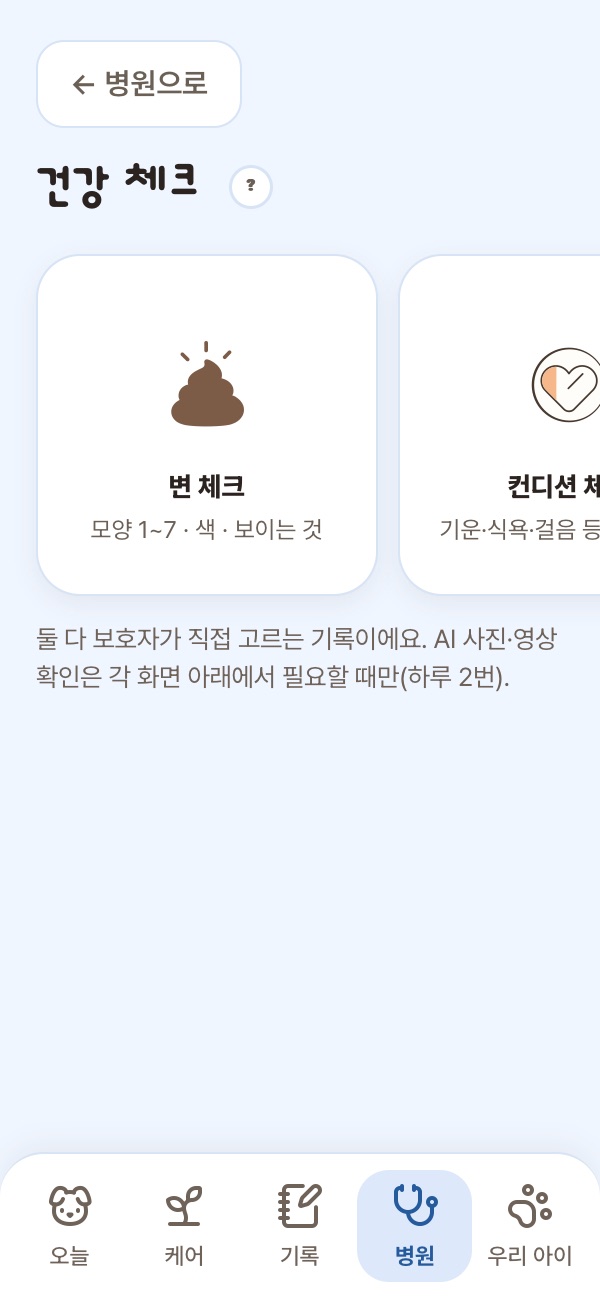 ← 병원으로
건강 체크 ?
변 체크
모양 1~7 · 색 · 보이는 것
컨디션 체
기운·식욕·걸음 등
둘 다 보호자가 직접 고르는 기록이에요. AI 사진·영상
확인은 각 화면 아래에서 필요할 때만(하루 2번).
오늘
케어
기록
병원
우리 아이